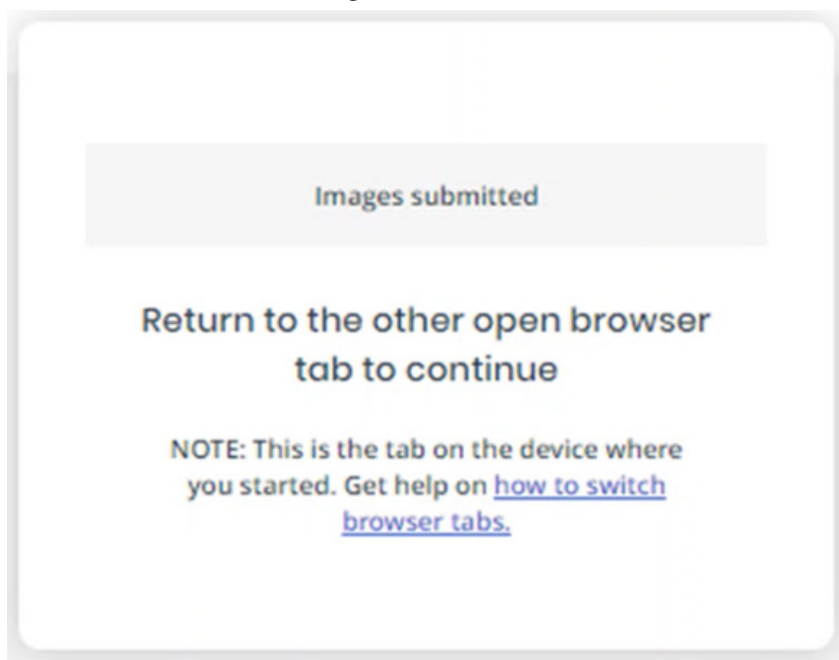 Images submitted
Return to the other open browser
tab to continue
NOTE: This is the tab on the device where
you started. Get help on how to switch
browser tabs.